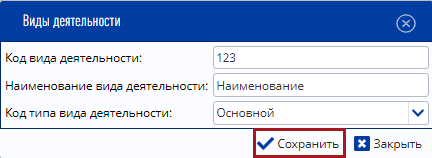 Виды деятельности
Код вида деятельности: 123
Наименование вида деятельности: Наименование
Код типа вида деятельности: Основной
Сохранить Закрыть